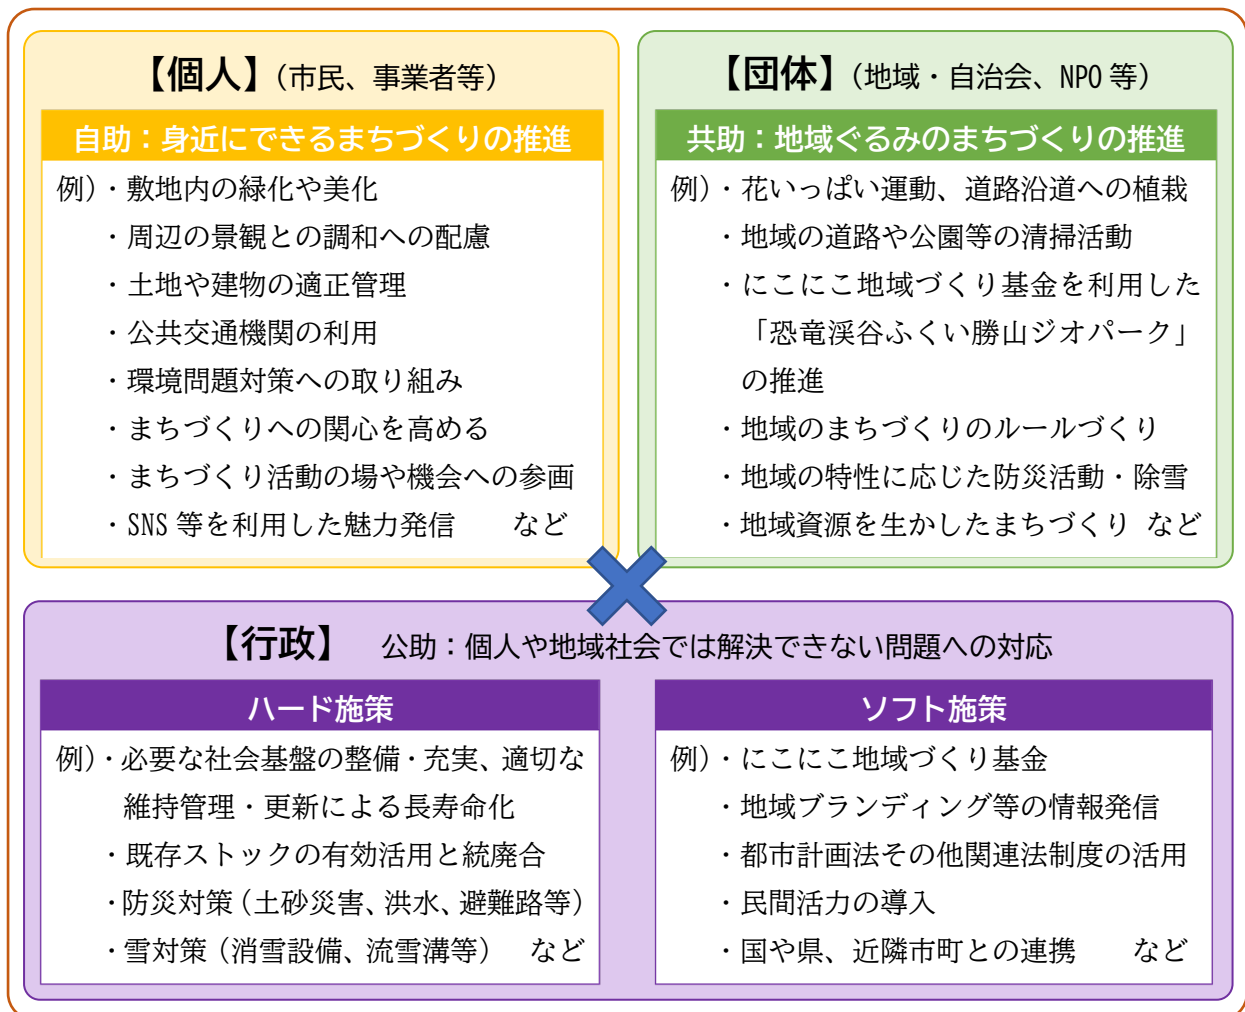 【個人】（市民、事業者等）
自助：身近にできるまちづくりの推進
例）・敷地内の緑化や美化
・周辺の景観との調和への配慮
・土地や建物の適正管理
・公共交通機関の利用
・環境問題対策への取り組み
・まちづくりへの関心を高める
・まちづくり活動の場や機会への参画
・SNS 等を利用した魅力発信　　など
【団体】（地域・自治会、NPO 等）
共助：地域ぐるみのまちづくりの推進
例）・花いっぱい運動、道路沿道への植栽
・地域の道路や公園等の清掃活動
・にこにこ地域づくり基金を利用した
「恐竜渓谷ふくい勝山ジオパーク」
の推進
・地域のまちづくりのルールづくり
・地域の特性に応じた防災活動・除雪
・地域資源を生かしたまちづくり　など
【行政】　公助：個人や地域社会では解決できない問題への対応
ハード施策
例）・必要な社会基盤の整備・充実、適切な
維持管理・更新による長寿命化
・既存ストックの有効活用と統廃合
・防災対策（土砂災害、洪水、避難路等）
・雪対策（消雪設備、流雪溝等）　など
ソフト施策
例）・にこにこ地域づくり基金
・地域ブランディング等の情報発信
・都市計画法その他関連法制度の活用
・民間活力の導入
・国や県、近隣市町との連携　　など